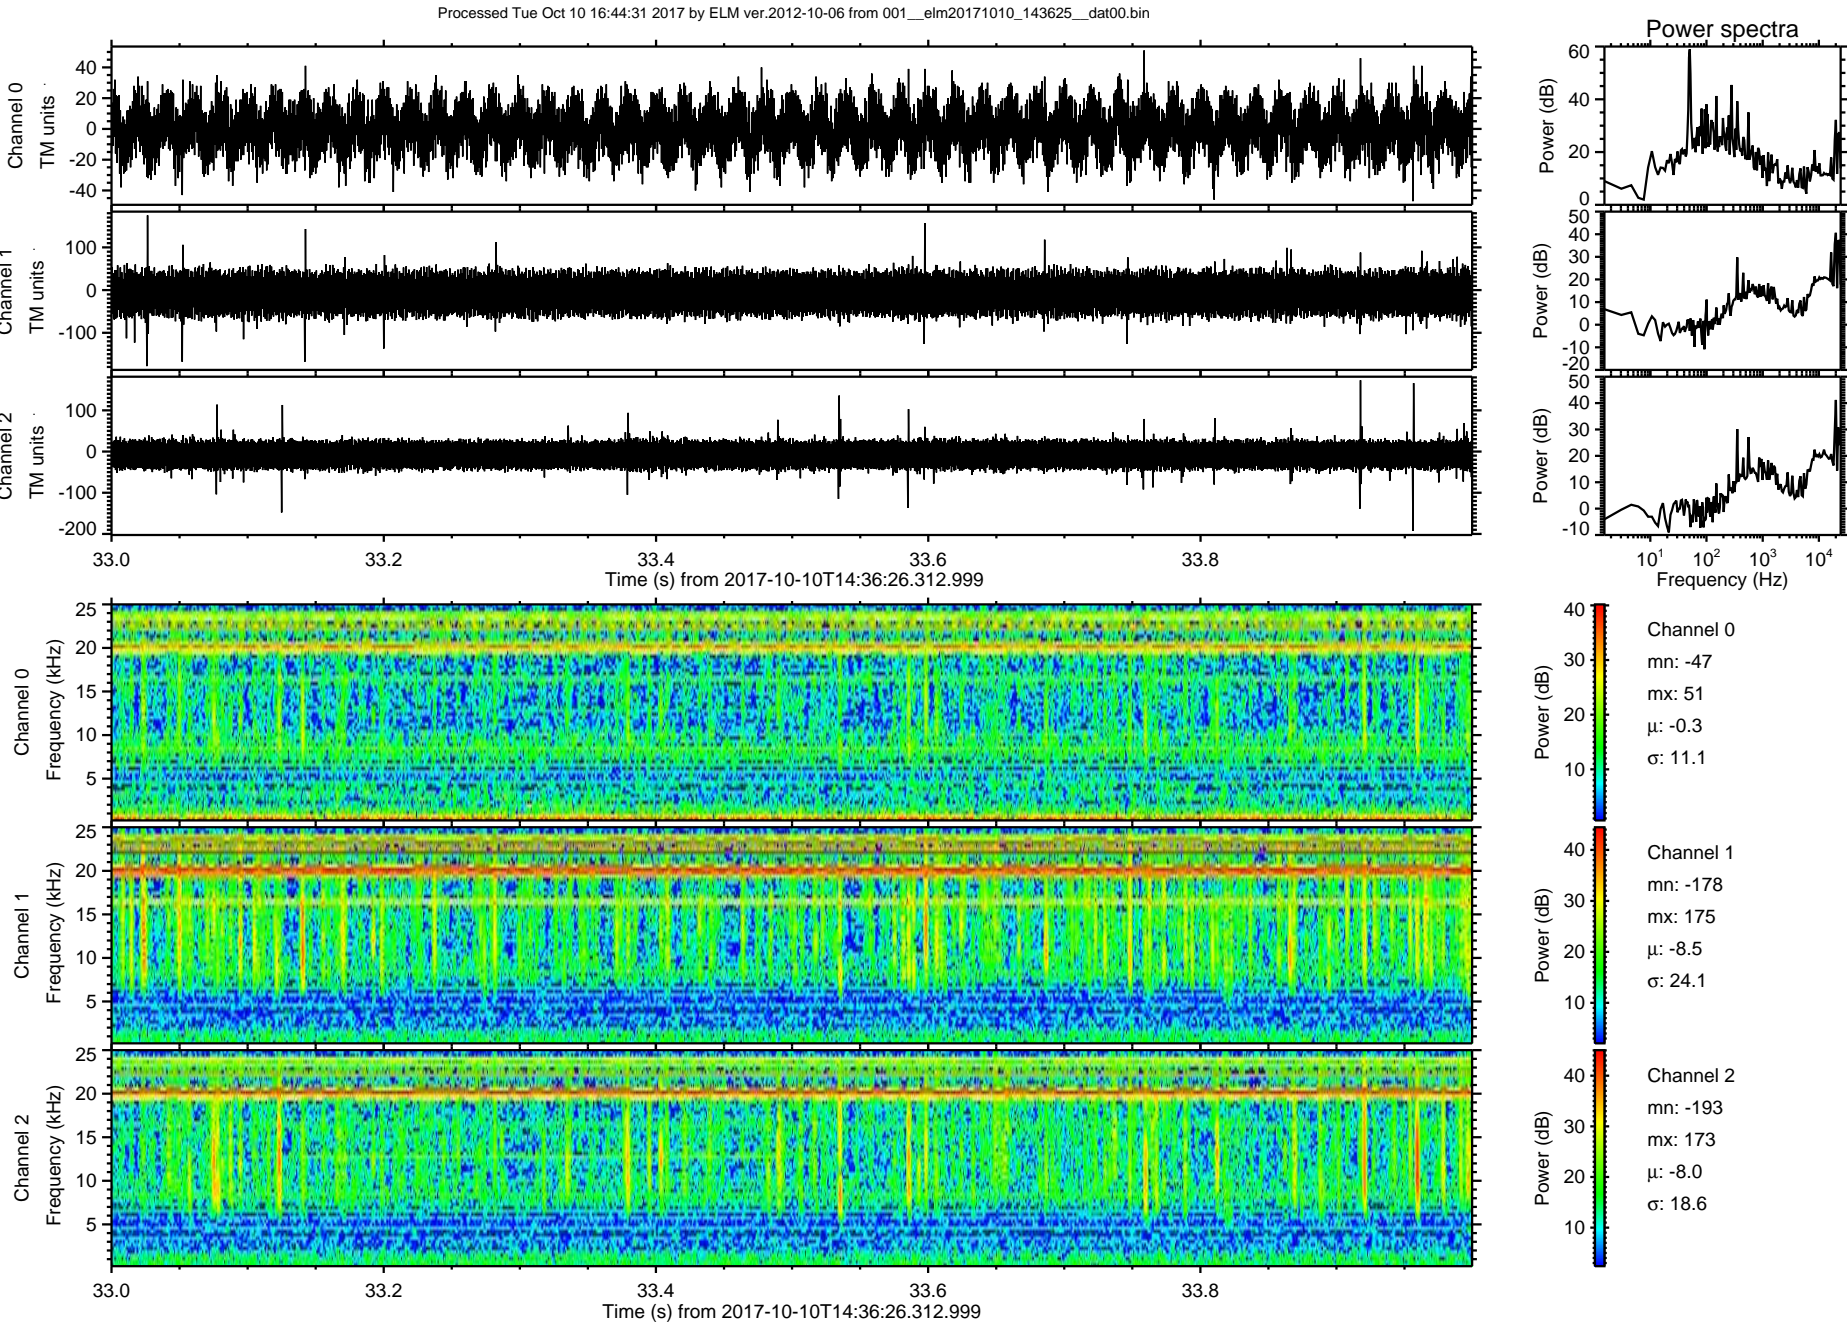 Processed Tue Oct 10 16:44:31 2017 by ELM ver.2012-10-06 from 001__elm20171010_143625__dat00.bin
Power spectra
Channel 0
TM units
40
20
0
-20
-40
Power (dB)
60
40
20
0
Channel 1
TM units
100
0
-100
Power (dB)
50
40
30
20
10
0
-10
-20
Channel 2
TM units
100
0
-100
-200
Power (dB)
50
40
30
20
10
0
-10
33.0 33.2 33.4 33.6 33.8
Time (s) from 2017-10-10T14:36:26.312.999
10^1 10^2 10^3 10^4
Frequency (Hz)
Channel 0
Frequency (kHz)
25
20
15
10
5
Power (dB)
40
30
20
10
Channel 0
mn: -47
mx: 51
μ: -0.3
σ: 11.1
Channel 1
Frequency (kHz)
25
20
15
10
5
Power (dB)
40
30
20
10
Channel 1
mn: -178
mx: 175
μ: -8.5
σ: 24.1
Channel 2
Frequency (kHz)
25
20
15
10
5
Power (dB)
40
30
20
10
Channel 2
mn: -193
mx: 173
μ: -8.0
σ: 18.6
33.0 33.2 33.4 33.6 33.8
Time (s) from 2017-10-10T14:36:26.312.999